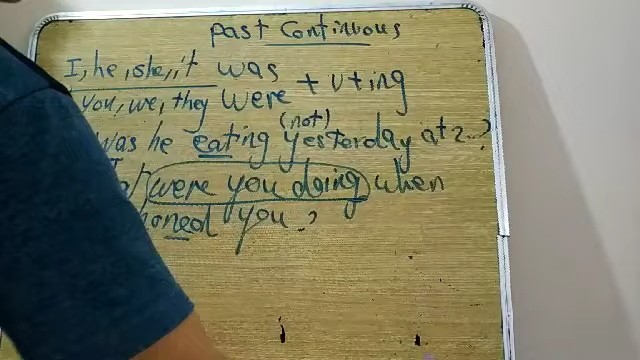 past Continuous
I, he, she, it was
you, we, they were + v+ing
(not)
was he eating yesterday at 2..?
were you doing when
honed you?